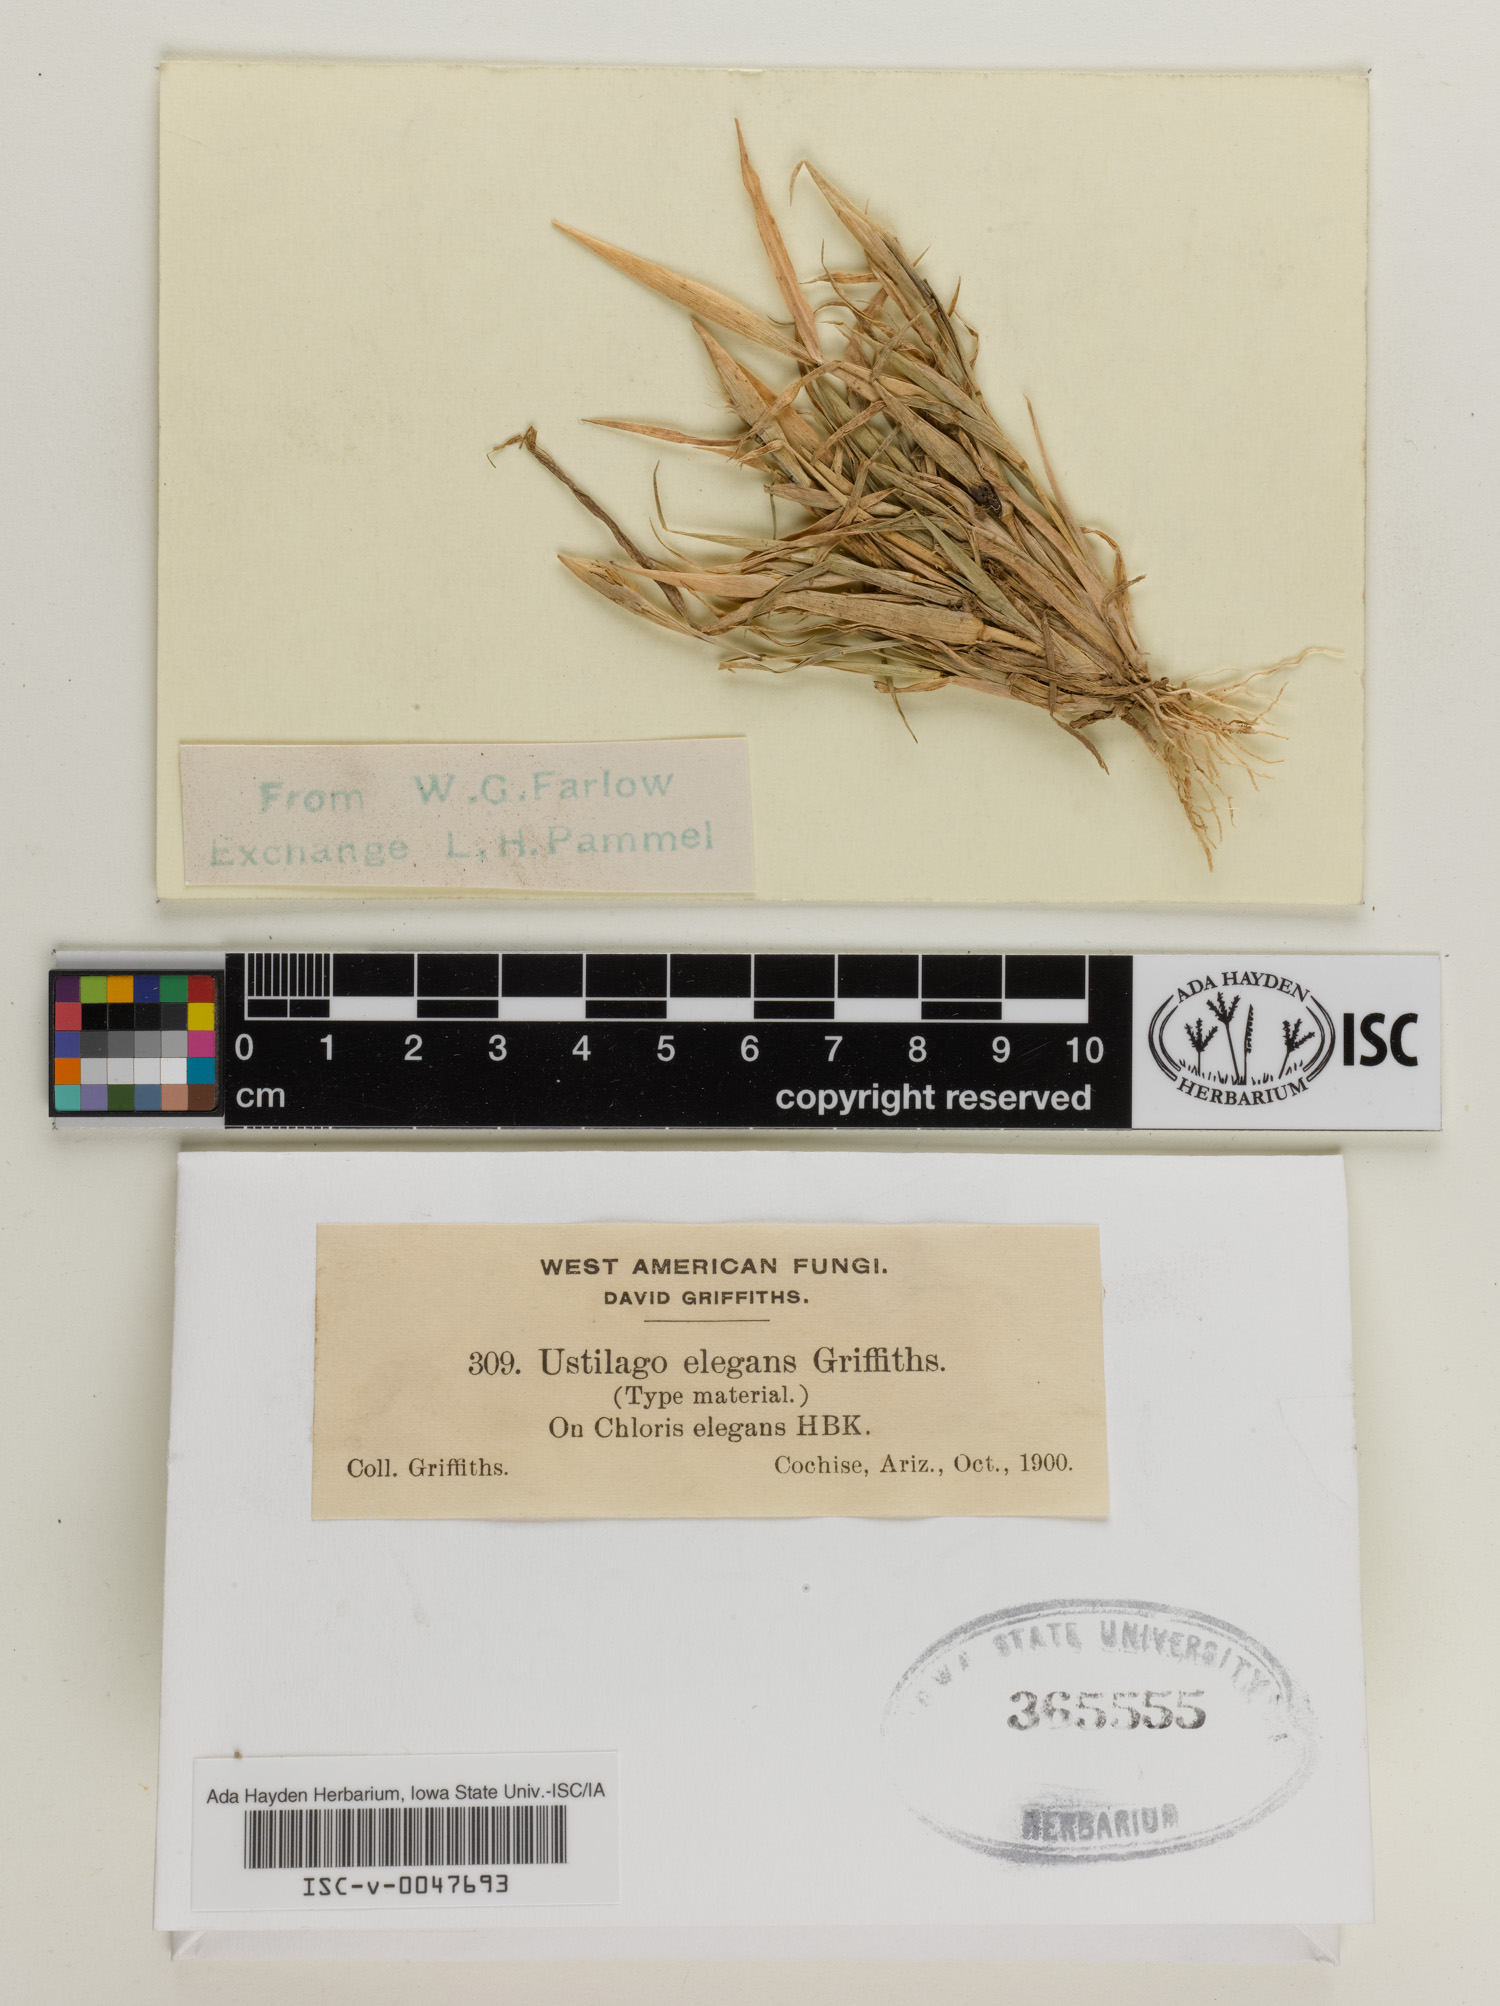 From W.G.Farlow
Exchange L.H.Pammel
0 1 2 3 4 5 6 7 8 9 10
cm copyright reserved
ADA HAYDEN
HERBARIUM
ISC
WEST AMERICAN FUNGI.
DAVID GRIFFITHS.
309. Ustilago elegans Griffiths.
(Type material.)
On Chloris elegans HBK.
Coll. Griffiths. Cochise, Ariz., Oct., 1900.
IOWA STATE UNIVERSITY
365555
HERBARIUM
Ada Hayden Herbarium, Iowa State Univ.-ISC/IA
ISC-v-0047693